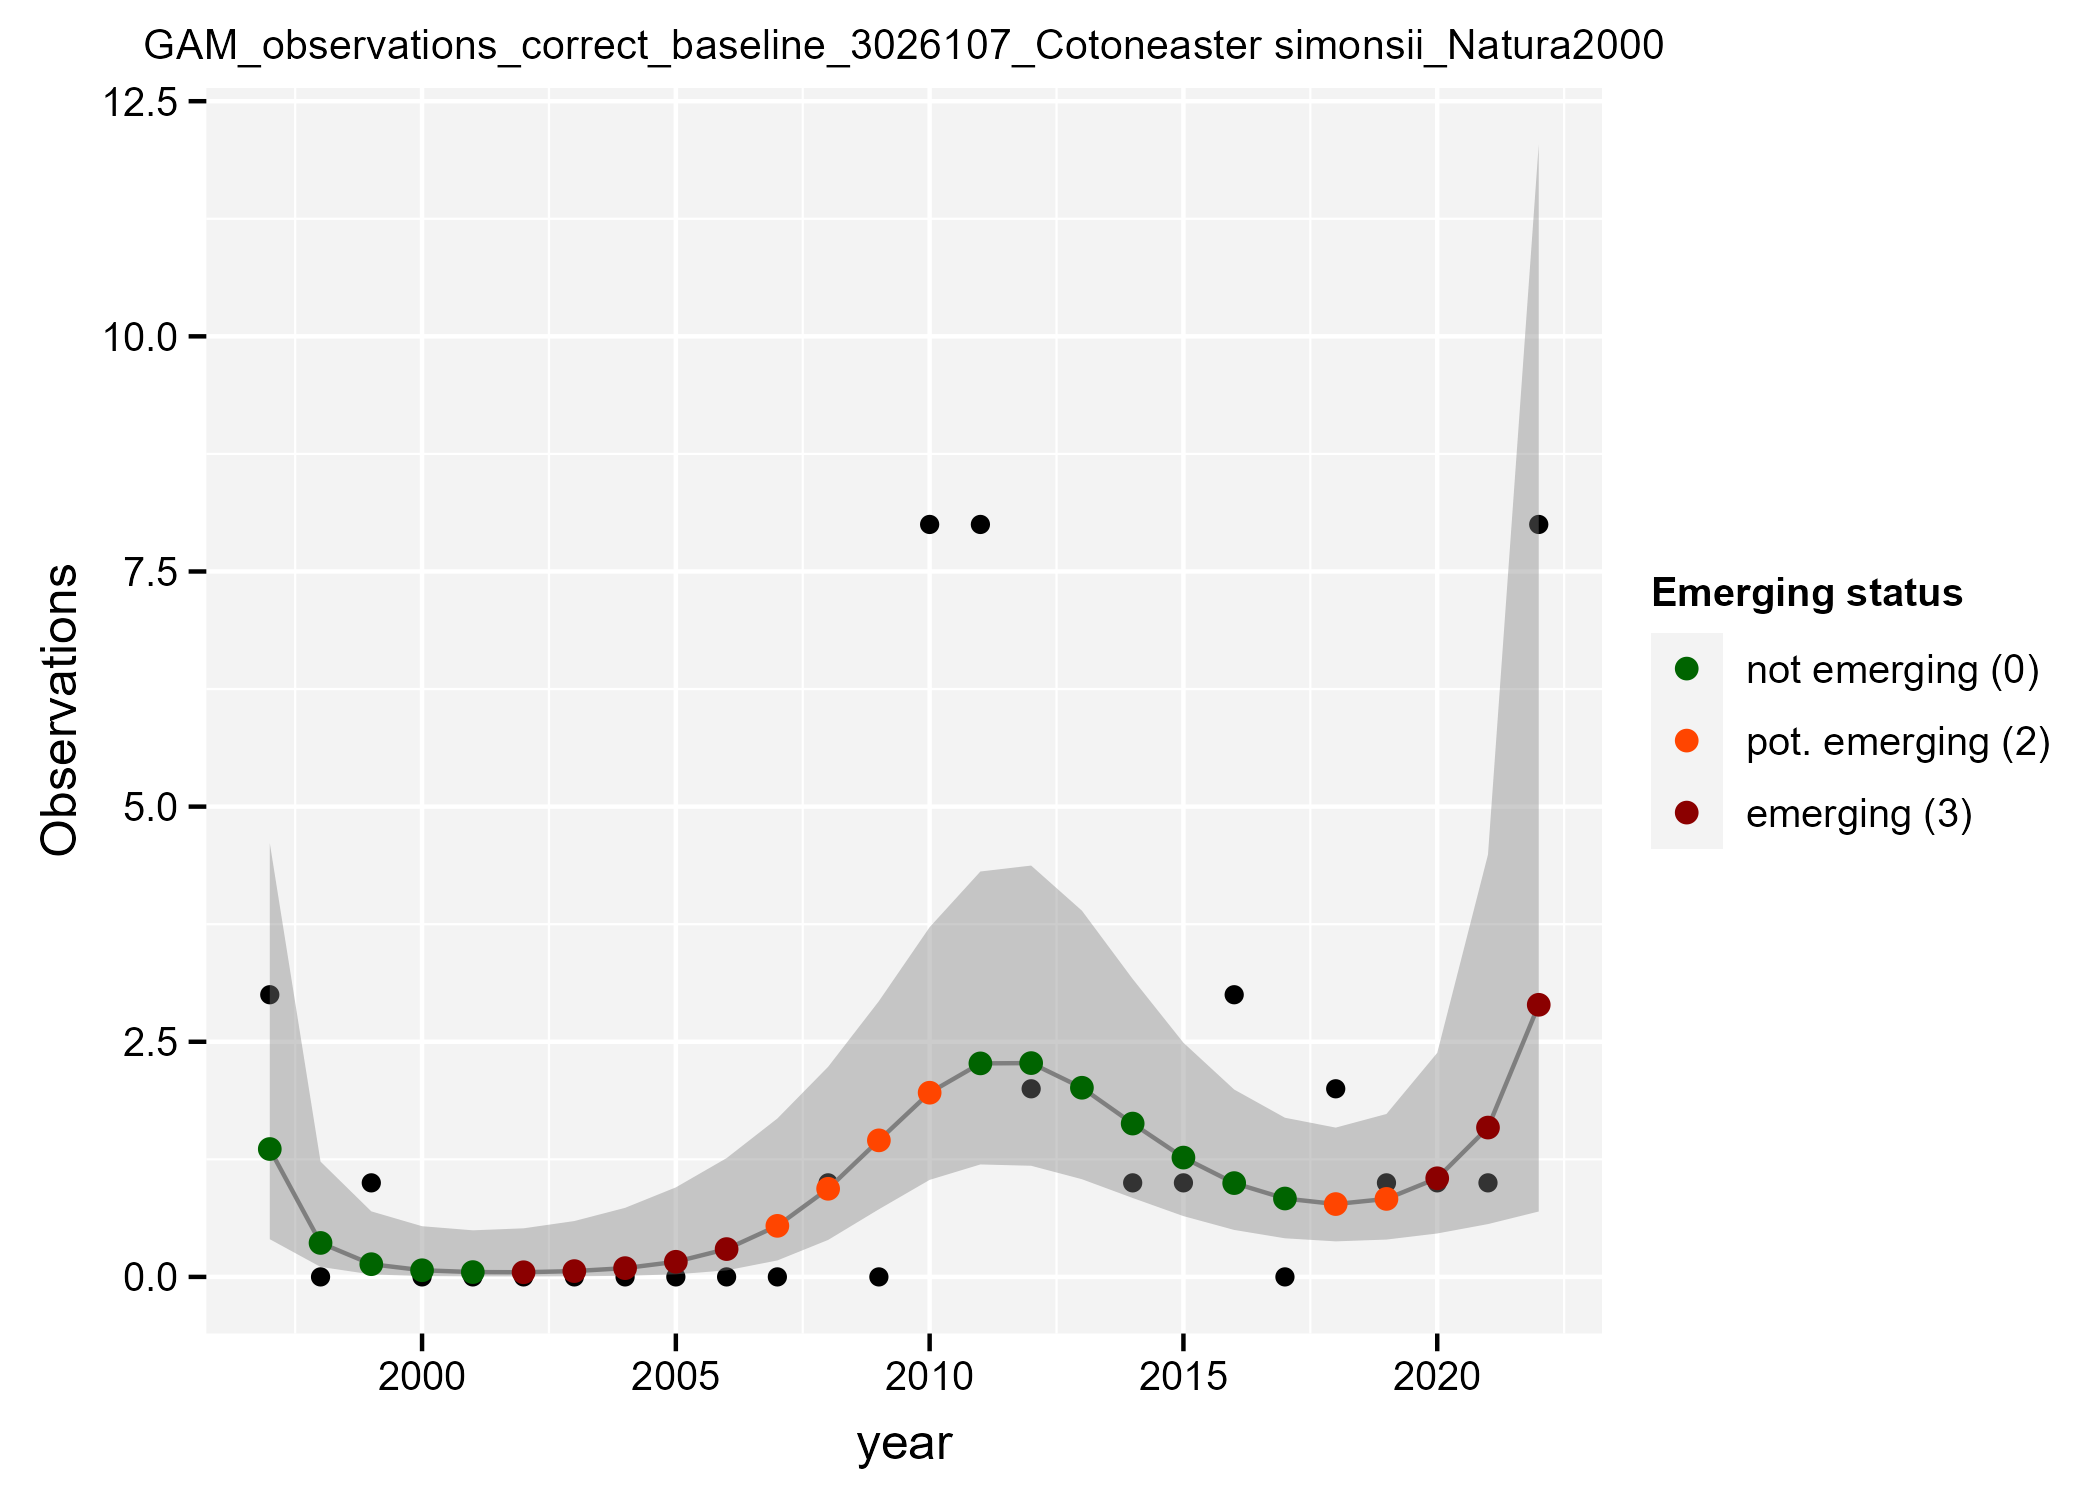 GAM_observations_correct_baseline_3026107_Cotoneaster simonsii_Natura2000
12.5
10.0
7.5
5.0
2.5
0.0
Observations
2000
2005
2010
2015
2020
year
Emerging status
not emerging (0)
pot. emerging (2)
emerging (3)